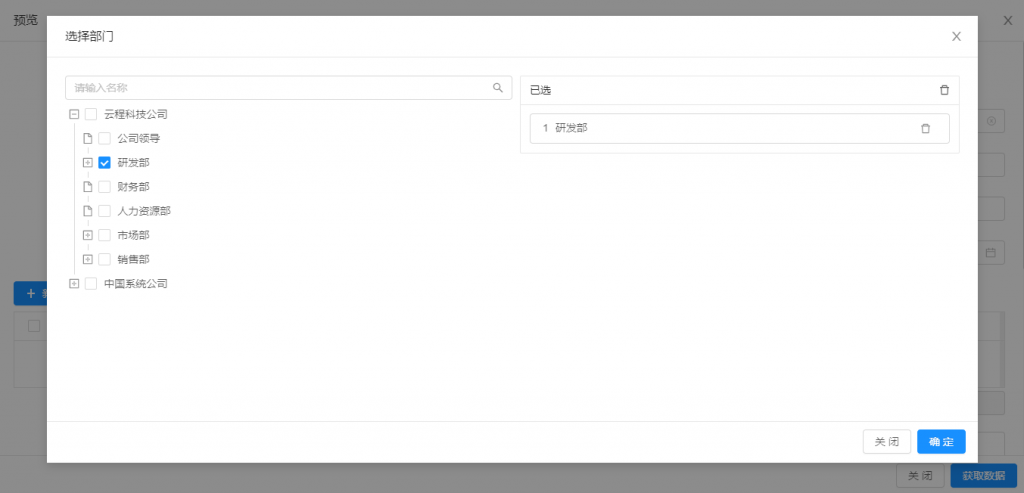 预览
选择部门
请输入名称
云程科技公司
公司领导
研发部
财务部
人力资源部
市场部
销售部
中国系统公司
已选
1 研发部
关 闭
确 定
关 闭
获取数据